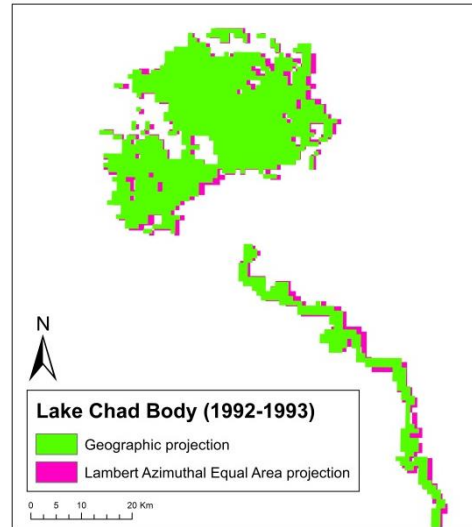 N
Lake Chad Body (1992-1993)
Geographic projection
Lambert Azimuthal Equal Area projection
0 5 10 20 Km